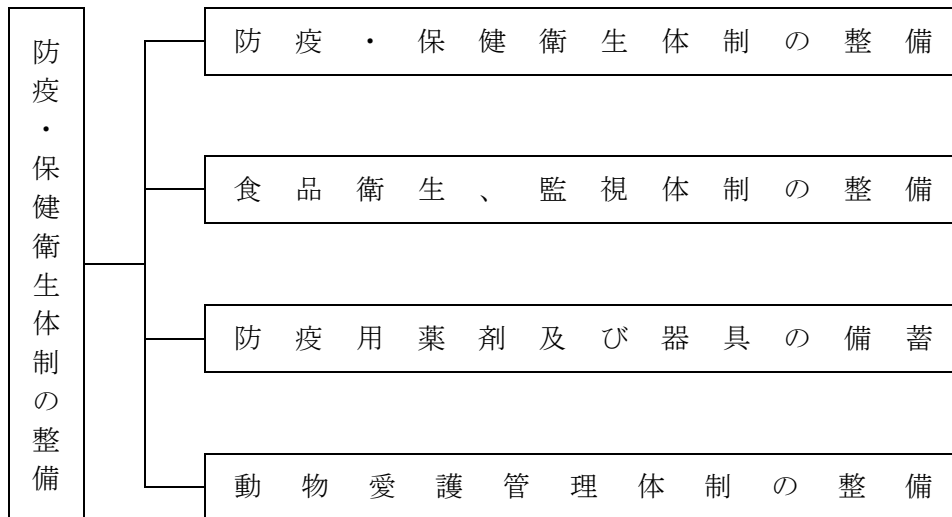 防疫・保健衛生体制の整備
防疫・保健衛生体制の整備
食品衛生、監視体制の整備
防疫用薬剤及び器具の備蓄
動物愛護管理体制の整備